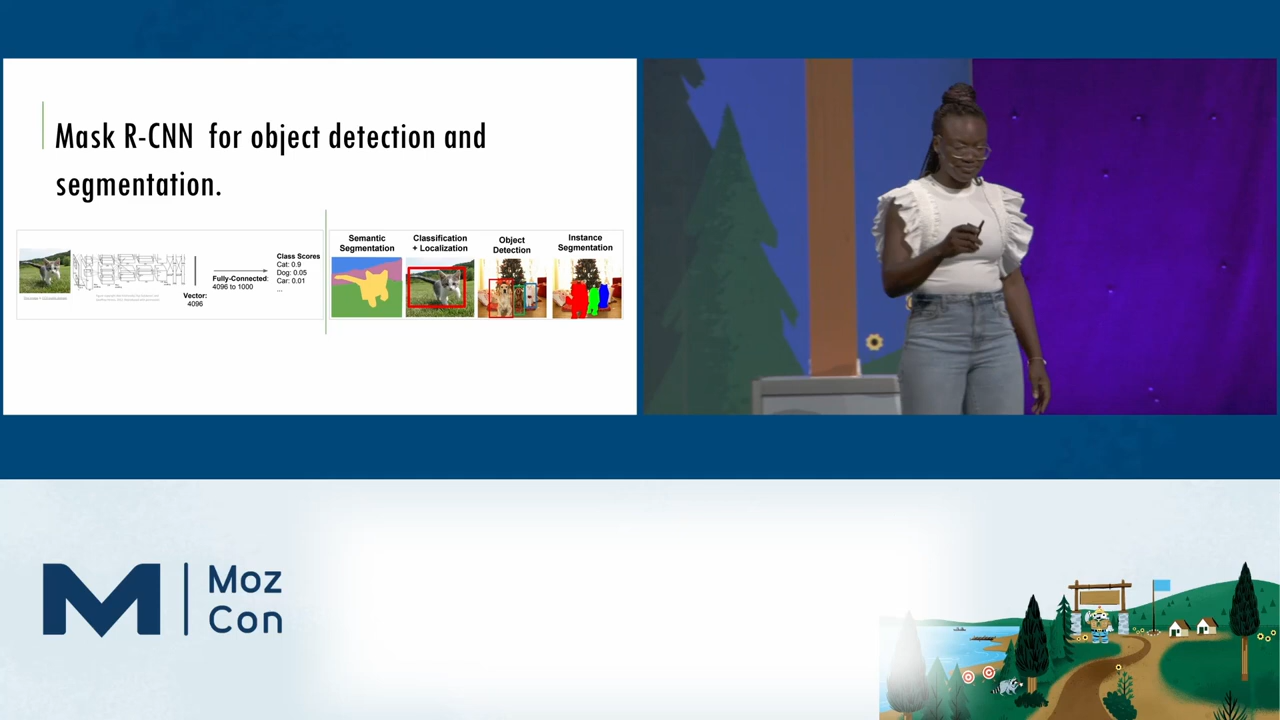 Mask R-CNN for object detection and
segmentation.
Class Scores
Cat: 0.9
Dog: 0.05
Car: 0.01
...
Fully-Connected:
4096 to 1000
Vector:
4096
Semantic
Segmentation
Classification
+ Localization
Object
Detection
Instance
Segmentation
M
Moz
Con